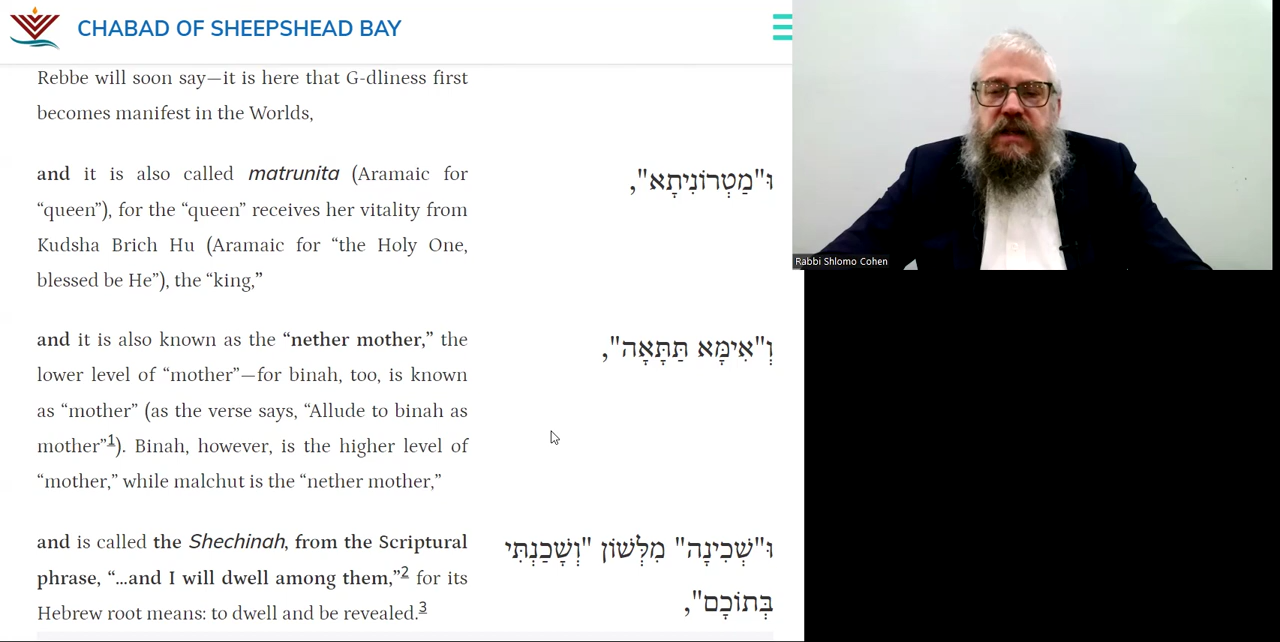 CHABAD OF SHEEPSHEAD BAY
Rebbe will soon say—it is here that G-dliness first
becomes manifest in the Worlds,
and it is also called matrunita (Aramaic for
“queen”), for the “queen” receives her vitality from
Kudsha Brich Hu (Aramaic for “the Holy One,
blessed be He”), the “king,”
וּ"מַטְרוֹנִיתָא",
and it is also known as the “nether mother,” the
lower level of “mother”—for binah, too, is known
as “mother” (as the verse says, “Allude to binah as
mother”1). Binah, however, is the higher level of
“mother,” while malchut is the “nether mother,”
וְ"אִימָּא תַּתָּאָה",
and is called the Shechinah, from the Scriptural
phrase, “…and I will dwell among them,”2 for its
Hebrew root means: to dwell and be revealed.3
וּ"שְׁכִינָה" מִלְּשׁוֹן "וְשָׁכַנְתִּי
בְּתוֹכָם",
Rabbi Shlomo Cohen